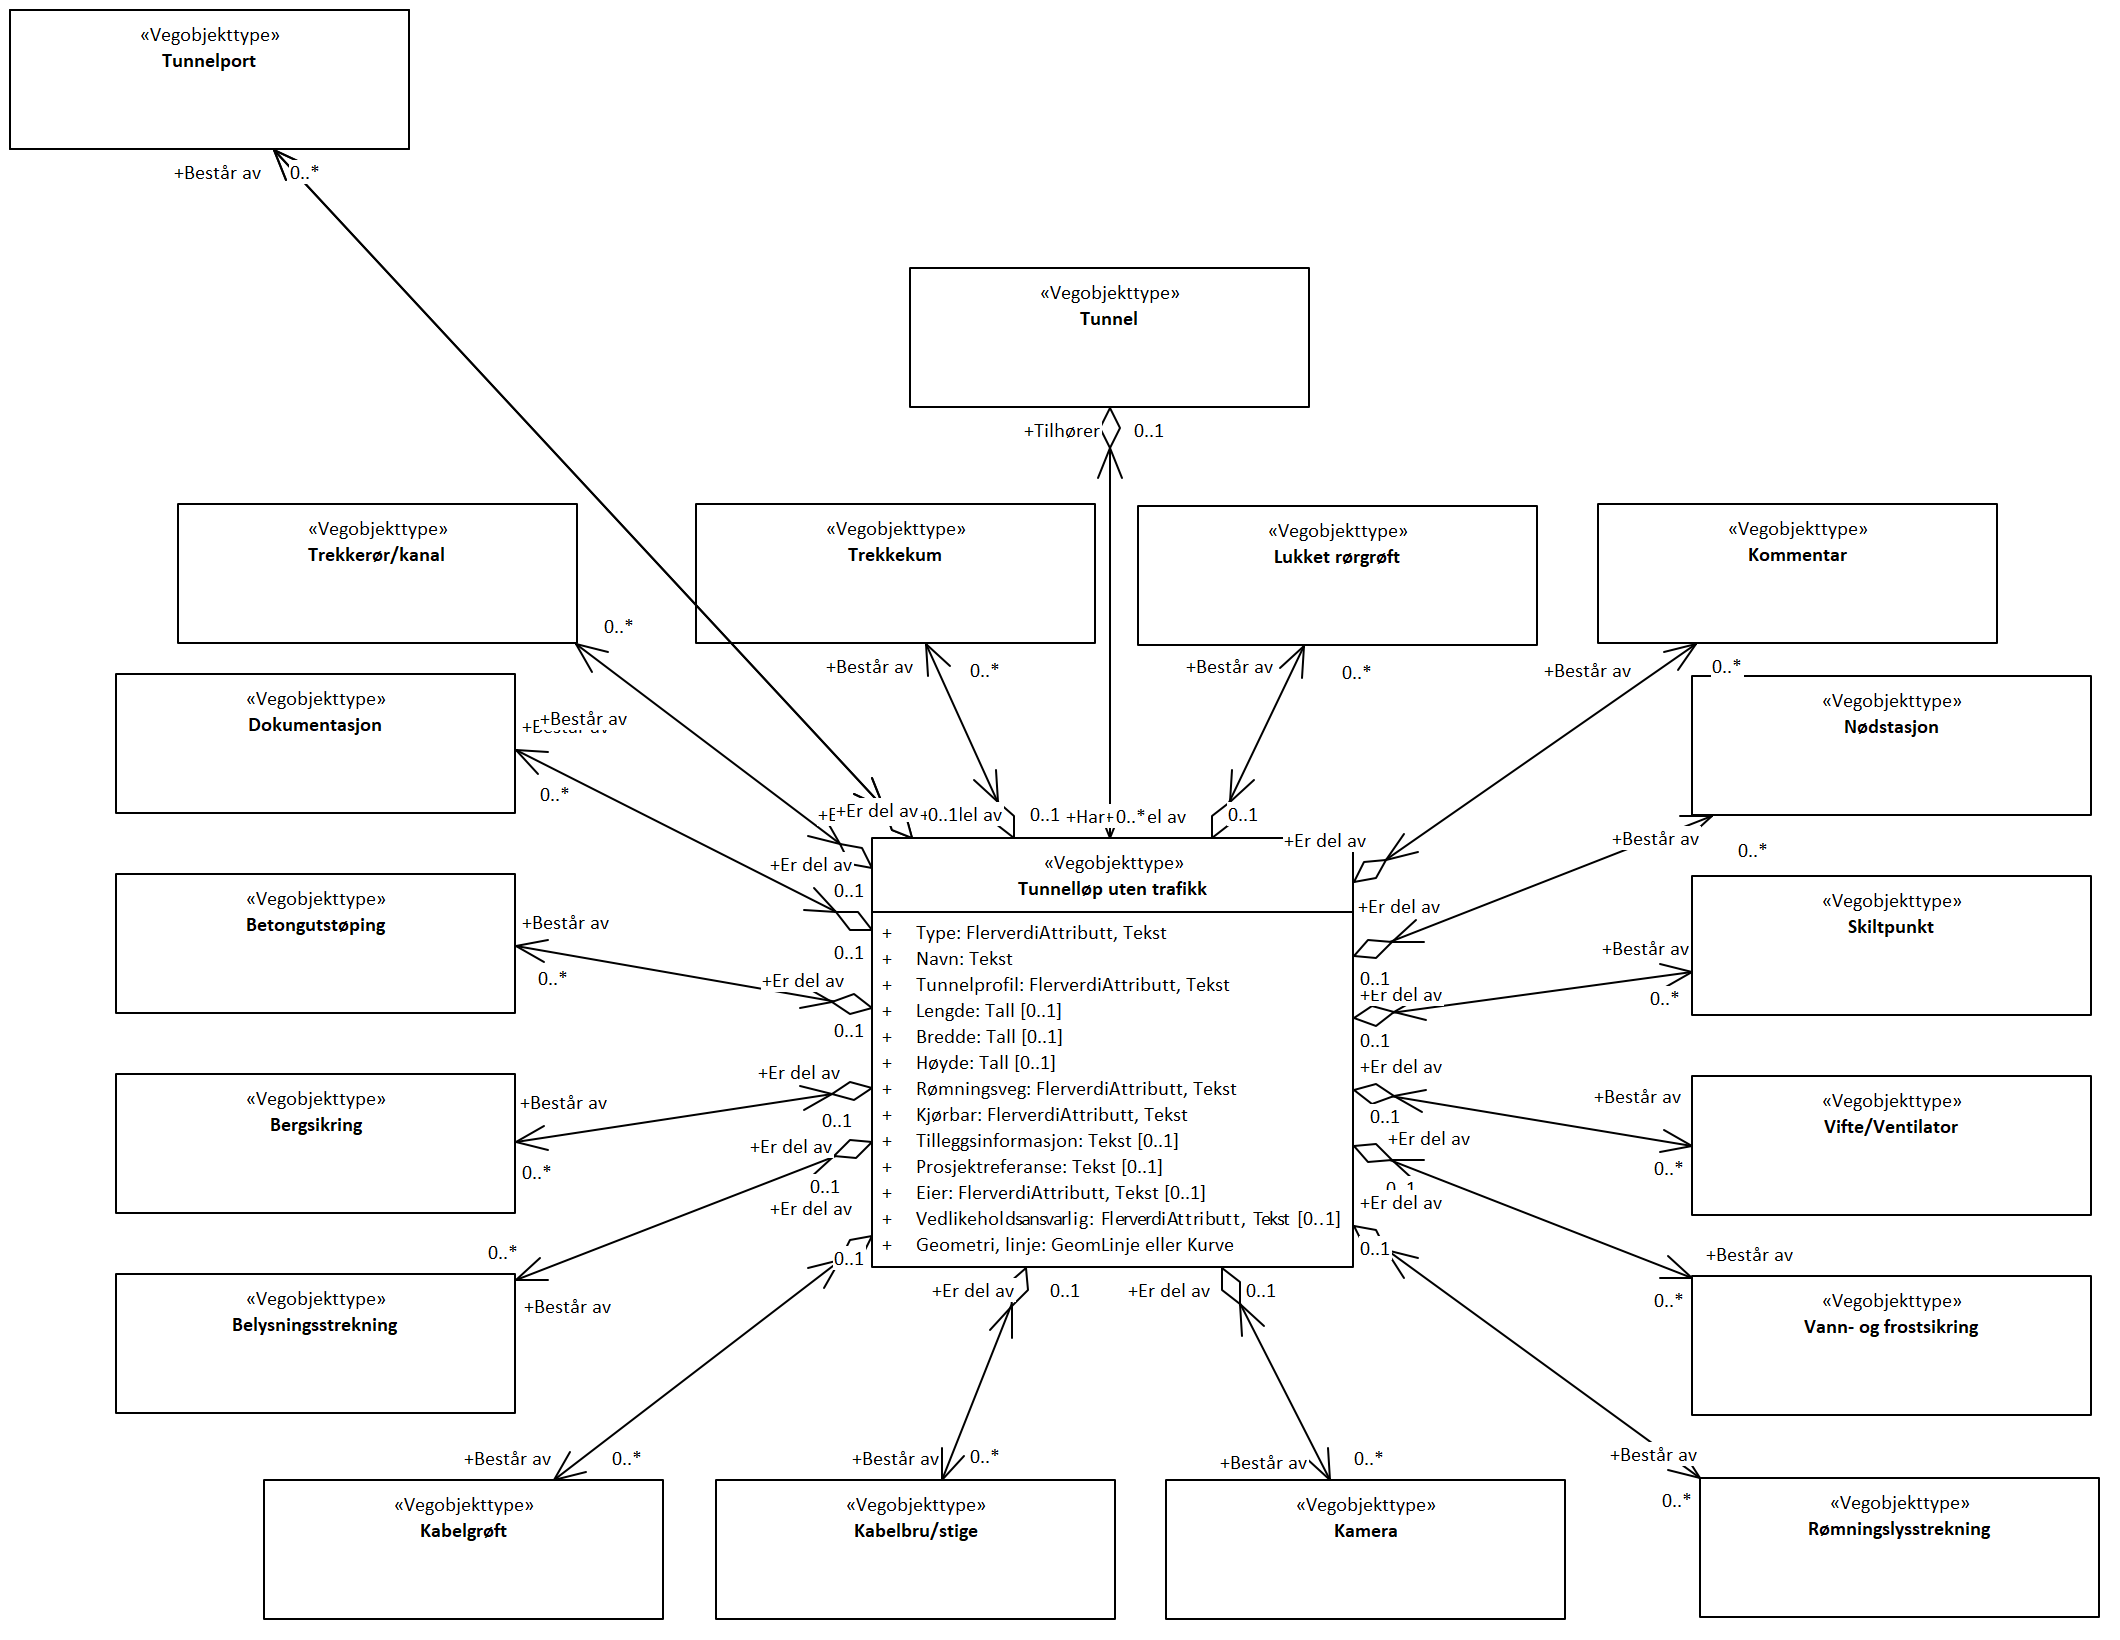 «Vegobjekttype»
Tunnelport
+Består av
0..*
«Vegobjekttype»
Tunnel
+Tilhører
0..1
«Vegobjekttype»
Trekkerør/kanal
0..*
«Vegobjekttype»
Trekkekum
+Består av
0..*
«Vegobjekttype»
Lukket rørgrøft
+Består av
0..*
«Vegobjekttype»
Kommentar
+Består av
0..*
«Vegobjekttype»
Dokumentasjon
+Består av
0..*
«Vegobjekttype»
Nødstasjon
+Består av
0..*
+Er del av
0..1
0..1
+Har
0..*
el av
0..1
+Er del av
+Er del av
0..1
0..1
«Vegobjekttype»
Tunnelløp uten trafikk
+ Type: FlerverdiAttributt, Tekst
+ Navn: Tekst
+ Tunnelprofil: FlerverdiAttributt, Tekst
+ Lengde: Tall [0..1]
+ Bredde: Tall [0..1]
+ Høyde: Tall [0..1]
+ Rømningsveg: FlerverdiAttributt, Tekst
+ Kjørbar: FlerverdiAttributt, Tekst
+ Tilleggsinformasjon: Tekst [0..1]
+ Prosjektreferanse: Tekst [0..1]
+ Eier: FlerverdiAttributt, Tekst [0..1]
+ Vedlikeholdsansvarlig: FlerverdiAttributt, Tekst [0..1]
+ Geometri, linje: GeomLinje eller Kurve
«Vegobjekttype»
Betongutstøping
+Består av
0..*
+Er del av
0..1
«Vegobjekttype»
Skiltpunkt
+Består av
0..*
+Er del av
0..1
+Er del av
0..1
«Vegobjekttype»
Bergsikring
+Består av
0..*
+Er del av
0..1
«Vegobjekttype»
Vifte/Ventilator
+Består av
0..*
+Er del av
0..1
«Vegobjekttype»
Belysningsstrekning
0..*
+Består av
+Er del av
0..1
«Vegobjekttype»
Vann- og frostsikring
+Består av
0..*
+Er del av
0..1
+Er del av
0..1
+Er del av
0..1
+Er del av
0..1
+Er del av
0..1
«Vegobjekttype»
Kabelgrøft
+Består av
0..*
«Vegobjekttype»
Kabelbru/stige
+Består av
0..*
«Vegobjekttype»
Kamera
+Består av
0..*
«Vegobjekttype»
Rømningslysstrekning
+Består av
0..*